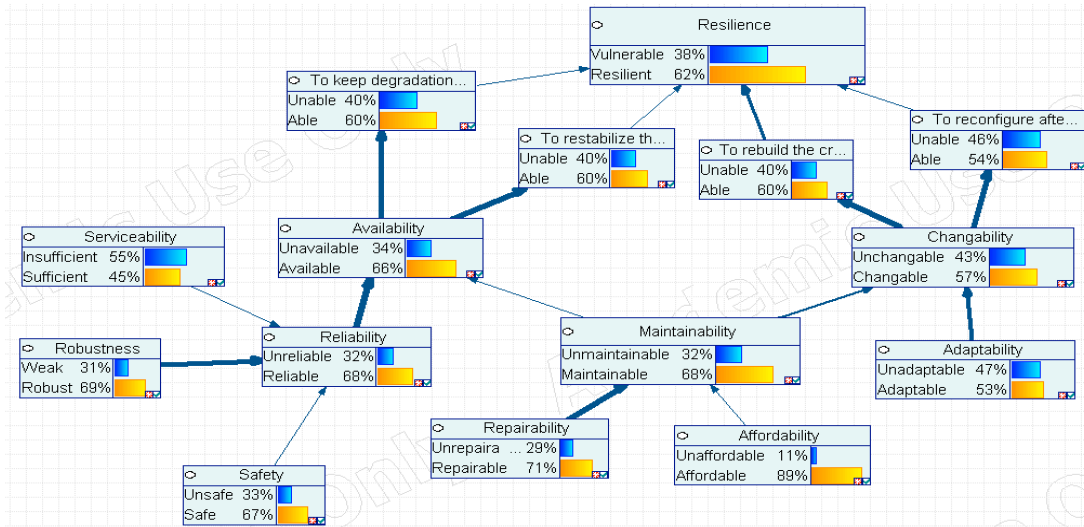 Resilience
Vulnerable 38%
Resilient 62%
To keep degradation...
Unable 40%
Able 60%
To restabilize th...
Unable 40%
Able 60%
To rebuild the cr...
Unable 40%
Able 60%
To reconfigure afte...
Unable 46%
Able 54%
Serviceability
Insufficient 55%
Sufficient 45%
Availability
Unavailable 34%
Available 66%
Changability
Unchangable 43%
Changable 57%
Robustness
Weak 31%
Robust 69%
Reliability
Unreliable 32%
Reliable 68%
Maintainability
Unmaintainable 32%
Maintainable 68%
Adaptability
Unadaptable 47%
Adaptable 53%
Repairability
Unrepaira ... 29%
Repairable 71%
Affordability
Unaffordable 11%
Affordable 89%
Safety
Unsafe 33%
Safe 67%